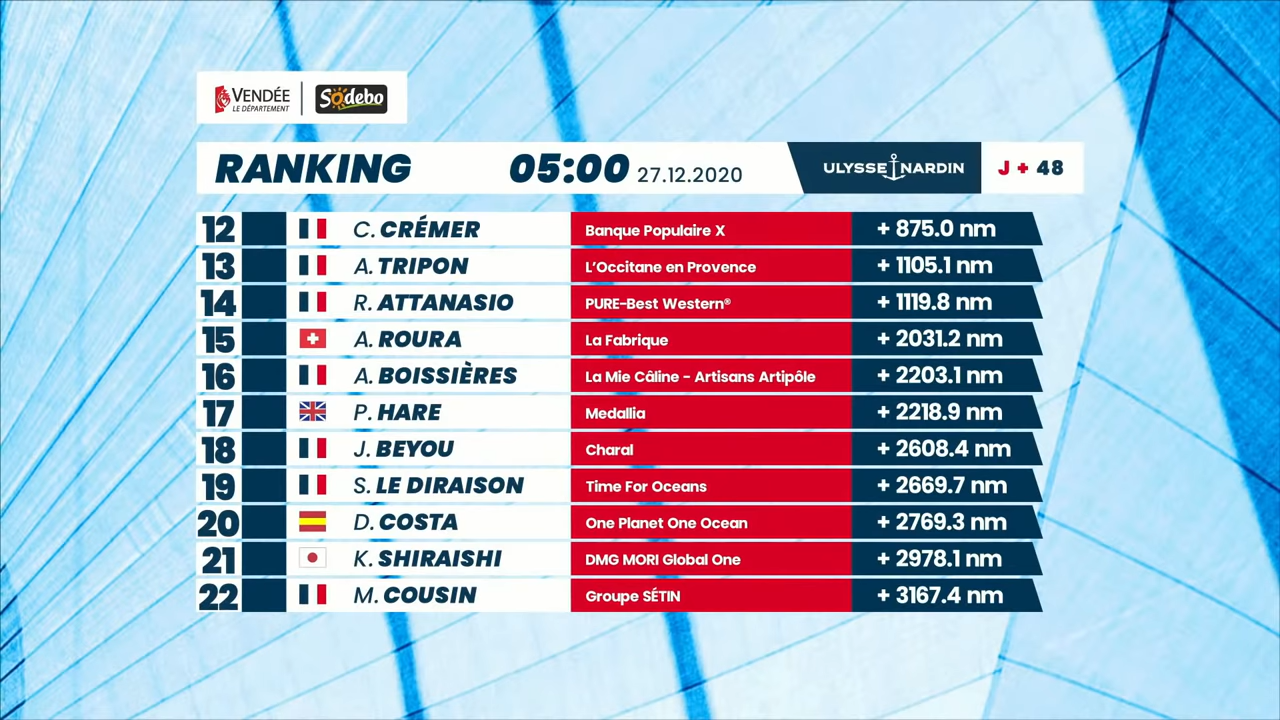 VENDÉE
LE DÉPARTEMENT
Sodebo
RANKING 05:00 27.12.2020 ULYSSE NARDIN J + 48
12 C. CRÉMER Banque Populaire X + 875.0 nm
13 A. TRIPON L'Occitane en Provence + 1105.1 nm
14 R. ATTANASIO PURE-Best Western® + 1119.8 nm
15 A. ROURA La Fabrique + 2031.2 nm
16 A. BOISSIÈRES La Mie Câline - Artisans Artipôle + 2203.1 nm
17 P. HARE Medallia + 2218.9 nm
18 J. BEYOU Charal + 2608.4 nm
19 S. LE DIRAISON Time For Oceans + 2669.7 nm
20 D. COSTA One Planet One Ocean + 2769.3 nm
21 K. SHIRAISHI DMG MORI Global One + 2978.1 nm
22 M. COUSIN Groupe SÉTIN + 3167.4 nm